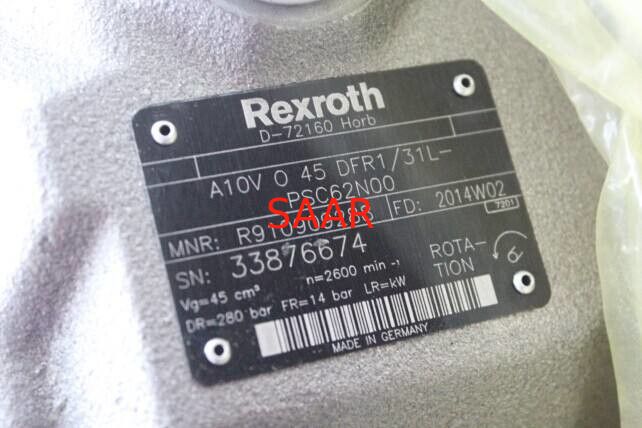 Rexroth
D-72160 Horb
A10V O 45 DFR1/31L-
PSC62N00
SAAR
MNR:
FD: 2014W02
7201
SN: 33876674
n=2600 min -1
ROTA-
TION
Vg=45 cm³
DR=280 bar FR=14 bar LR=kW
MADE IN GERMANY